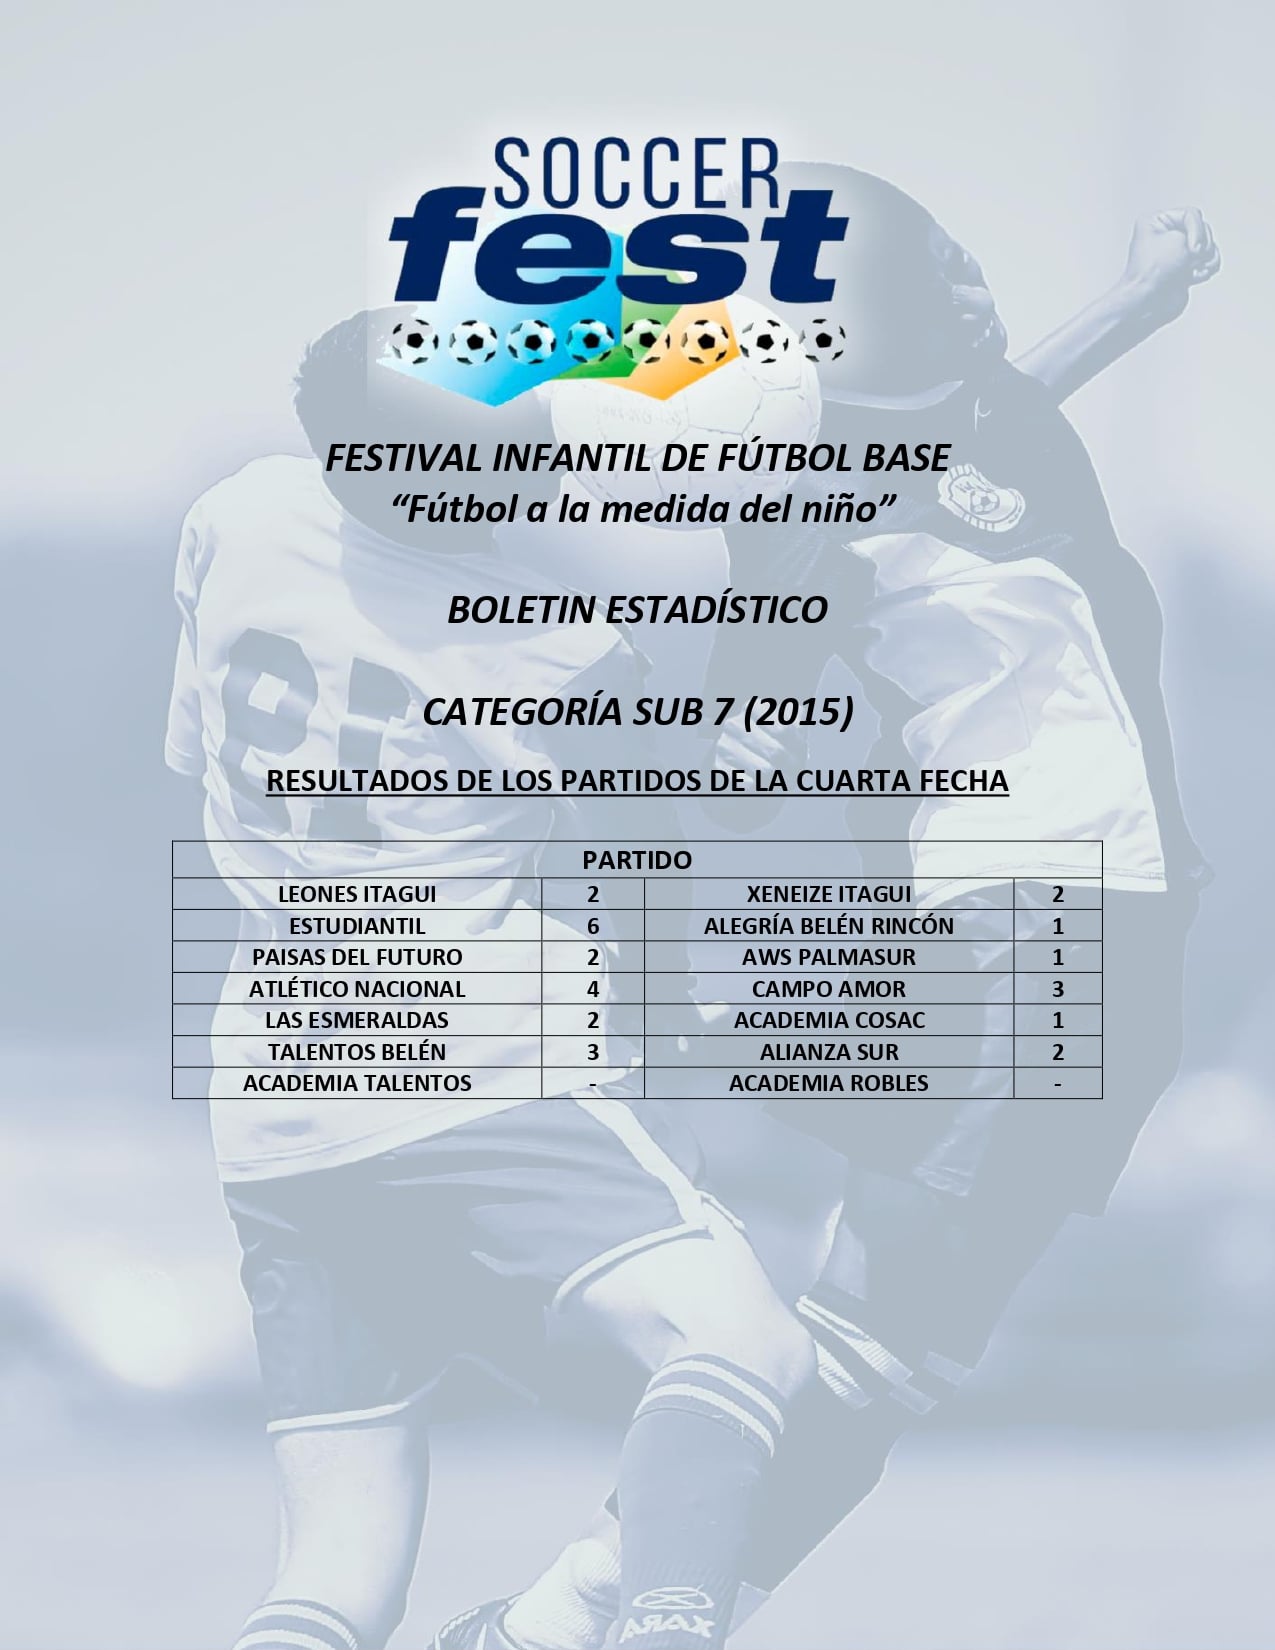 SOCCER
fest
FESTIVAL INFANTIL DE FÚTBOL BASE
“Fútbol a la medida del niño”
BOLETIN ESTADÍSTICO
CATEGORÍA SUB 7 (2015)
RESULTADOS DE LOS PARTIDOS DE LA CUARTA FECHA
PARTIDO
LEONES ITAGUI 2 XENEIZE ITAGUI 2
ESTUDIANTIL 6 ALEGRÍA BELÉN RINCÓN 1
PAISAS DEL FUTURO 2 AWS PALMASUR 1
ATLÉTICO NACIONAL 4 CAMPO AMOR 3
LAS ESMERALDAS 2 ACADEMIA COSAC 1
TALENTOS BELÉN 3 ALIANZA SUR 2
ACADEMIA TALENTOS - ACADEMIA ROBLES -
XARA